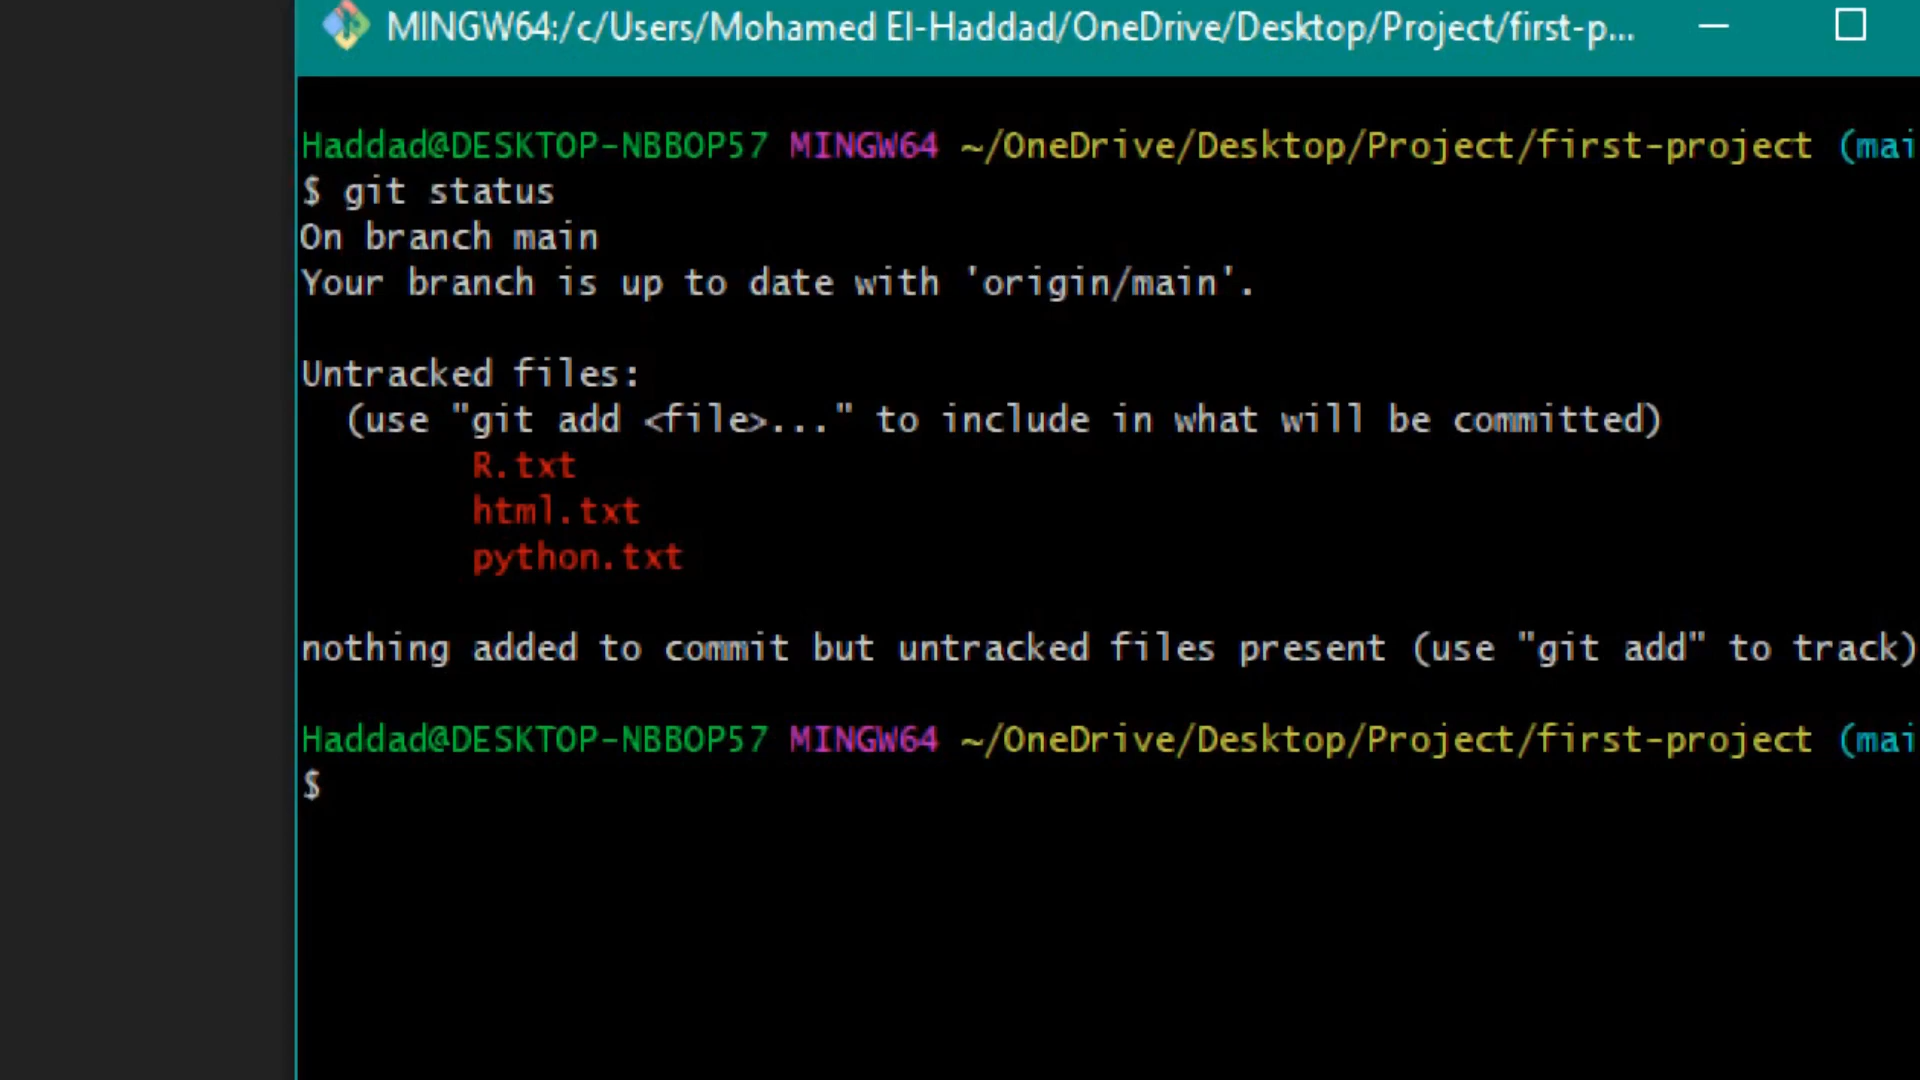 MINGW64:/c/Users/Mohamed El-Haddad/OneDrive/Desktop/Project/first-p...
Haddad@DESKTOP-NBBOP57 MINGW64 ~/OneDrive/Desktop/Project/first-project (mai
$ git status
On branch main
Your branch is up to date with 'origin/main'.
Untracked files:
(use "git add <file>..." to include in what will be committed)
R.txt
html.txt
python.txt
nothing added to commit but untracked files present (use "git add" to track)
Haddad@DESKTOP-NBBOP57 MINGW64 ~/OneDrive/Desktop/Project/first-project (mai
$